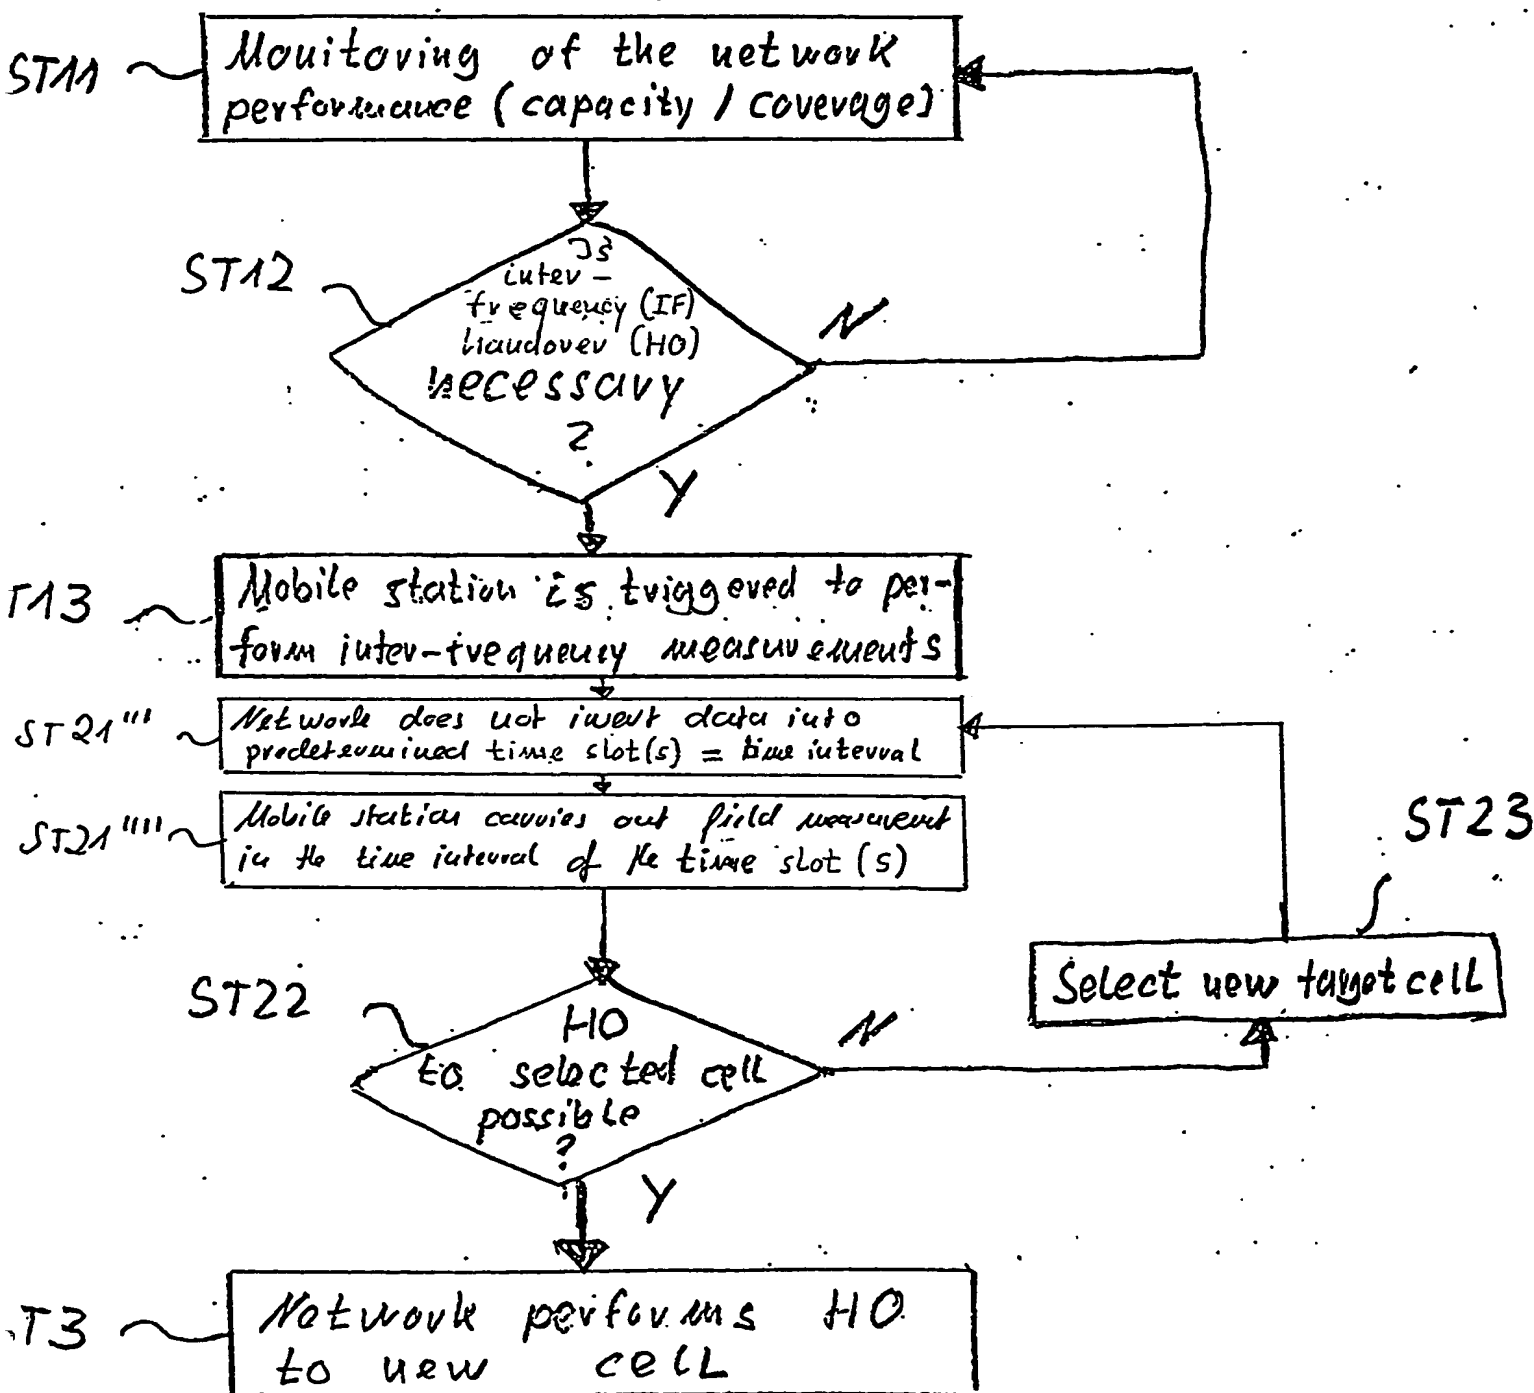 ST11
Monitoring of the network
performance (capacity / coverage)
ST12
Is
inter-
frequency (IF)
handover (HO)
necessary
?
N
Y
T13
Mobile station is triggered to per-
form inter-frequency measurements
ST21'''
Network does not insert data into
predetermined time slot(s) = time interval
ST21''''
Mobile station carries out field measurement
in the time interval of the time slot (s)
ST23
Select new target cell
ST22
HO
to selected cell
possible
?
N
Y
T3
Network performs HO
to new cell